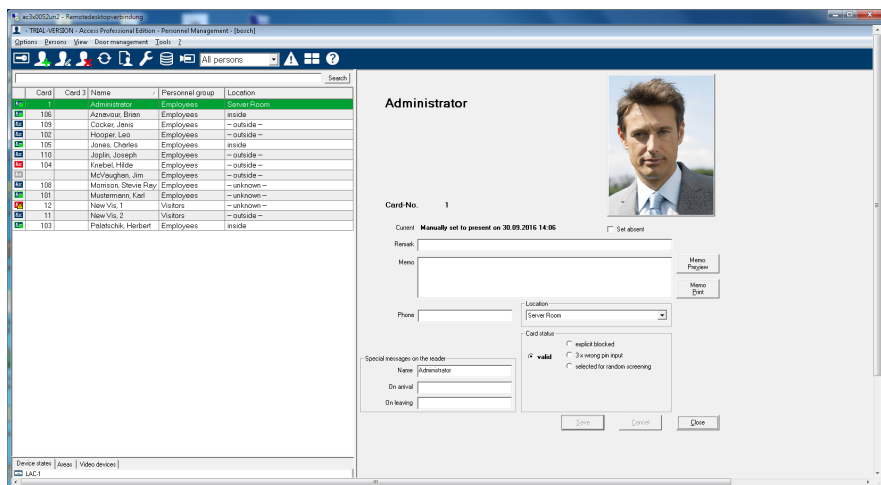 ac3x0052un2 - Remotedesktopverbindung
- TRIAL-VERSION - Access Professional Edition - Personnel Management - [bosch]
Options Persons View Door management Tools ?
All persons
Search
Card Card 3 Name Personnel group Location
1 Administrator Employees Server Room
106 Aznavour, Brian Employees inside
109 Cocker, Janis Employees -- outside --
102 Hooper, Leo Employees -- outside --
105 Jones, Charles Employees inside
110 Joplin, Joseph Employees -- outside --
104 Knebel, Hilde Employees -- outside --
McVaughan, Jim Employees -- outside --
108 Morrison, Stevie Ray Employees -- unknown --
101 Mustermann, Karl Employees -- unknown --
12 New Vis, 1 Visitors -- unknown --
11 New Vis, 2 Visitors -- outside --
103 Palatschik, Herbert Employees inside
Device states Areas Video devices
LAC-1
Administrator
Card-No. 1
Current Manually set to present on 30.09.2016 14:06
Set absent
Remark
Memo
Memo Preview
Memo Print
Phone
Location
Server Room
Card status
valid
explicit blocked
3 x wrong pin input
selected for random screening
Special messages on the reader
Name Administrator
On arrival
On leaving
Save Cancel Close